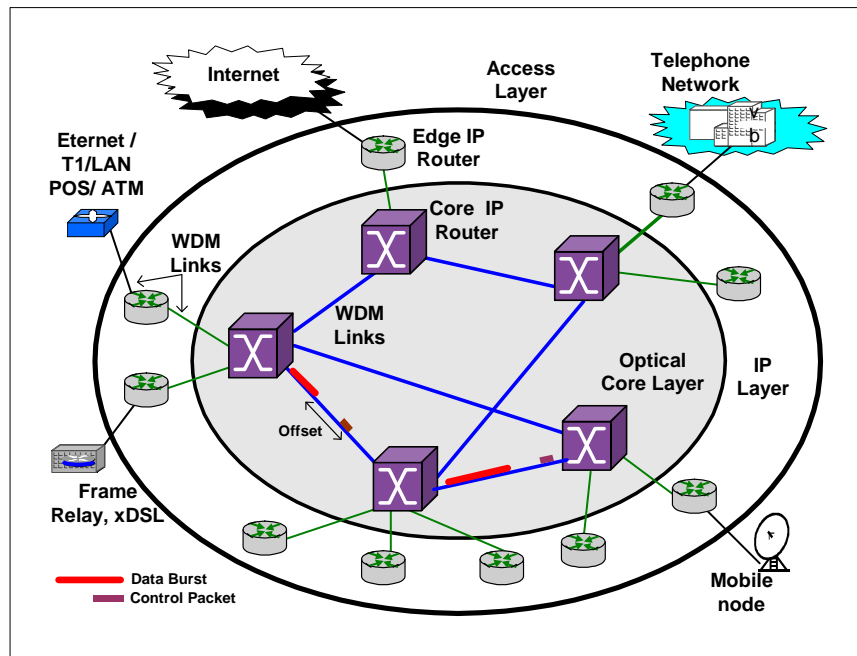 Internet
Access
Layer
Telephone
Network
v
b
Eternet /
T1/LAN
POS/ ATM
Edge IP
Router
Core IP
Router
WDM
Links
WDM
Links
Optical
Core Layer
IP
Layer
Offset
Frame
Relay, xDSL
Mobile
node
Data Burst
Control Packet